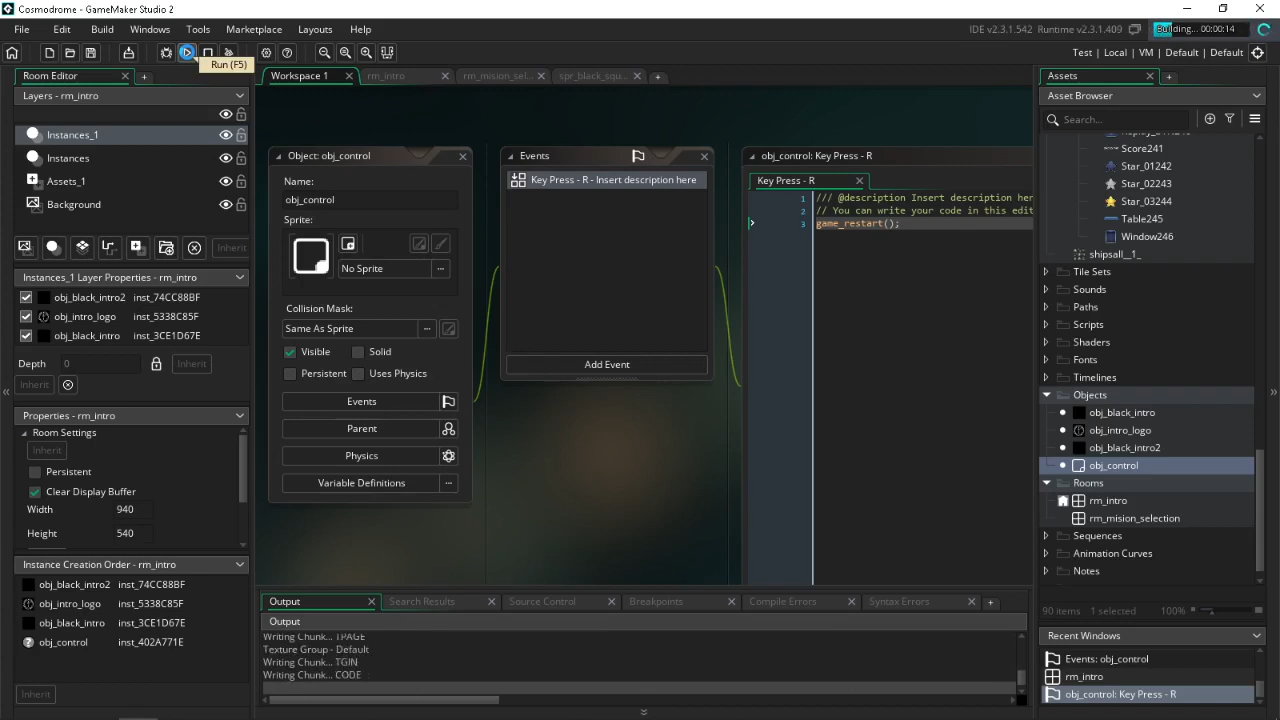 Cosmodrome - GameMaker Studio 2
File Edit Build Windows Tools Marketplace Layouts Help
IDE v2.3.1.542 Runtime v2.3.1.409
Building... 00:00:14
Test | Local | VM | Default | Default
Run (F5)
Room Editor
Layers - rm_intro
Instances_1
Instances
Assets_1
Background
Inherit
Instances_1 Layer Properties - rm_intro
obj_black_intro2 inst_74CC88BF
obj_intro_logo inst_5338C85F
obj_black_intro inst_3CE1D67E
Depth 0 Inherit
Inherit
Properties - rm_intro
Room Settings
Inherit
Persistent
Clear Display Buffer
Width 940
Height 540
Instance Creation Order - rm_intro
obj_black_intro2 inst_74CC88BF
obj_intro_logo inst_5338C85F
obj_black_intro inst_3CE1D67E
obj_control inst_402A771E
Inherit
Workspace 1 rm_intro rm_mision_sel... spr_black_squ...
Object: obj_control
Name:
obj_control
Sprite:
No Sprite
Collision Mask:
Same As Sprite
Visible Solid
Persistent Uses Physics
Events
Parent
Physics
Variable Definitions
Events
Key Press - R - Insert description here
Add Event
obj_control: Key Press - R
Key Press - R
1 /// @description Insert description her
2 // You can write your code in this edit
3 game_restart();
Output Search Results Source Control Breakpoints Compile Errors Syntax Errors
Output
Writing Chunk... TPAGE
Texture Group - Default
Writing Chunk... TGIN
Writing Chunk... CODE
Assets
Asset Browser
Search...
Score241
Star_01242
Star_02243
Star_03244
Table245
Window246
shipsall__1_
Tile Sets
Sounds
Paths
Scripts
Shaders
Fonts
Timelines
Objects
obj_black_intro
obj_intro_logo
obj_black_intro2
obj_control
Rooms
rm_intro
rm_mision_selection
Sequences
Animation Curves
Notes
90 items 1 selected 100%
Recent Windows
Events: obj_control
rm_intro
obj_control: Key Press - R